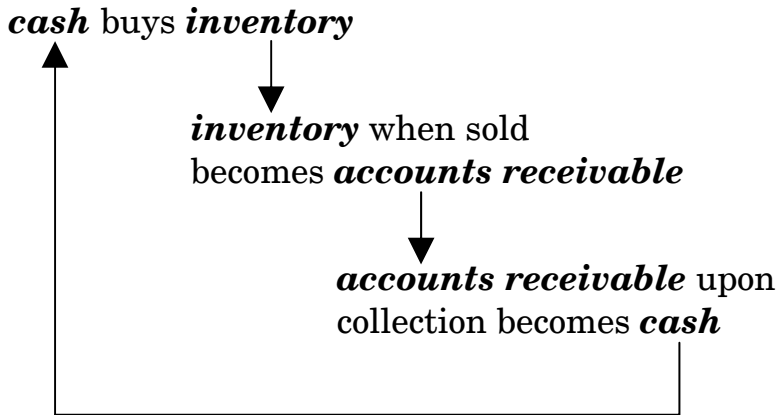 cash buys inventory
inventory when sold
becomes accounts receivable
accounts receivable upon
collection becomes cash